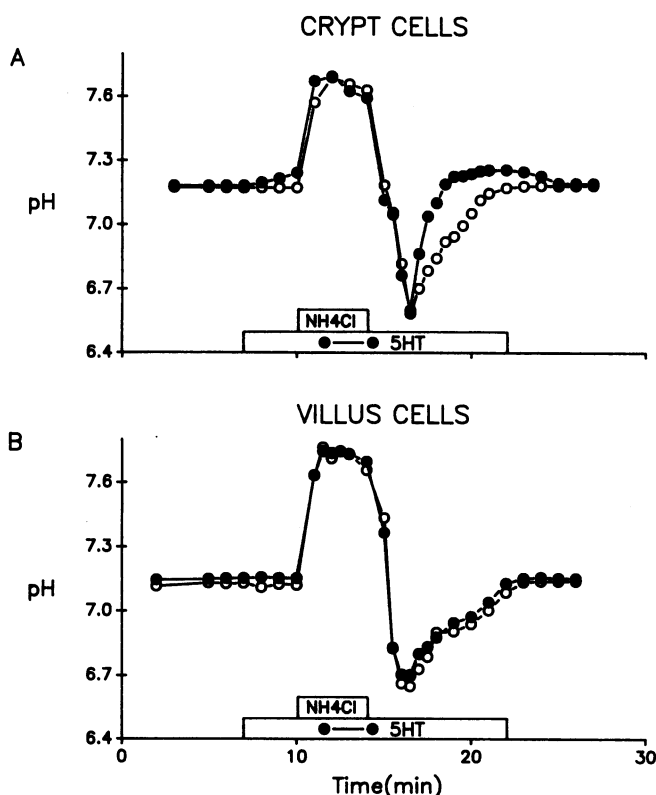 CRYPT CELLS
A
7.6
7.3
pH
7.0
6.7
NH4Cl
5HT
6.4
VILLUS CELLS
B
7.6
7.3
pH
7.0
6.7
NH4Cl
5HT
6.4
0 10 20 30
Time(min)